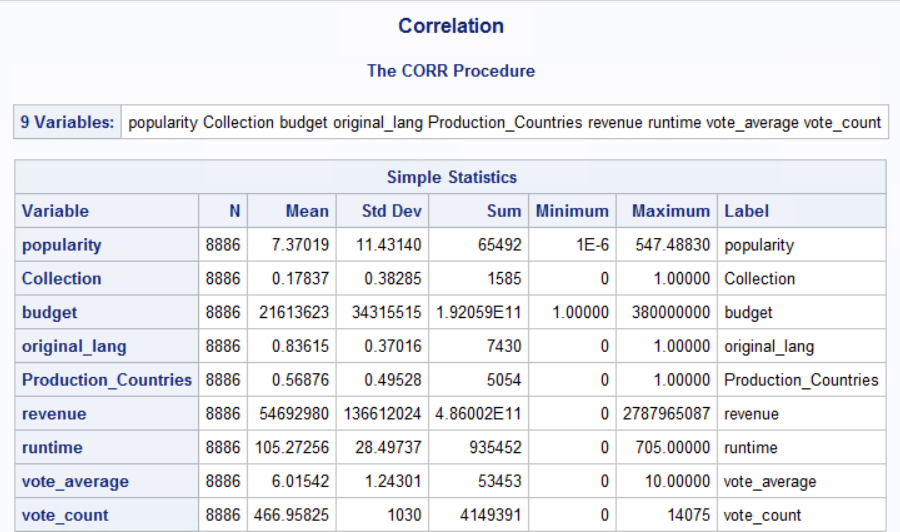 Correlation
The CORR Procedure
9 Variables: popularity Collection budget original_lang Production_Countries revenue runtime vote_average vote_count
Simple Statistics
Variable N Mean Std Dev Sum Minimum Maximum Label
popularity 8886 7.37019 11.43140 65492 1E-6 547.48830 popularity
Collection 8886 0.17837 0.38285 1585 0 1.00000 Collection
budget 8886 21613623 34315515 1.92059E11 1.00000 380000000 budget
original_lang 8886 0.83615 0.37016 7430 0 1.00000 original_lang
Production_Countries 8886 0.56876 0.49528 5054 0 1.00000 Production_Countries
revenue 8886 54692980 136612024 4.86002E11 0 2787965087 revenue
runtime 8886 105.27256 28.49737 935452 0 705.00000 runtime
vote_average 8886 6.01542 1.24301 53453 0 10.00000 vote_average
vote_count 8886 466.95825 1030 4149391 0 14075 vote_count